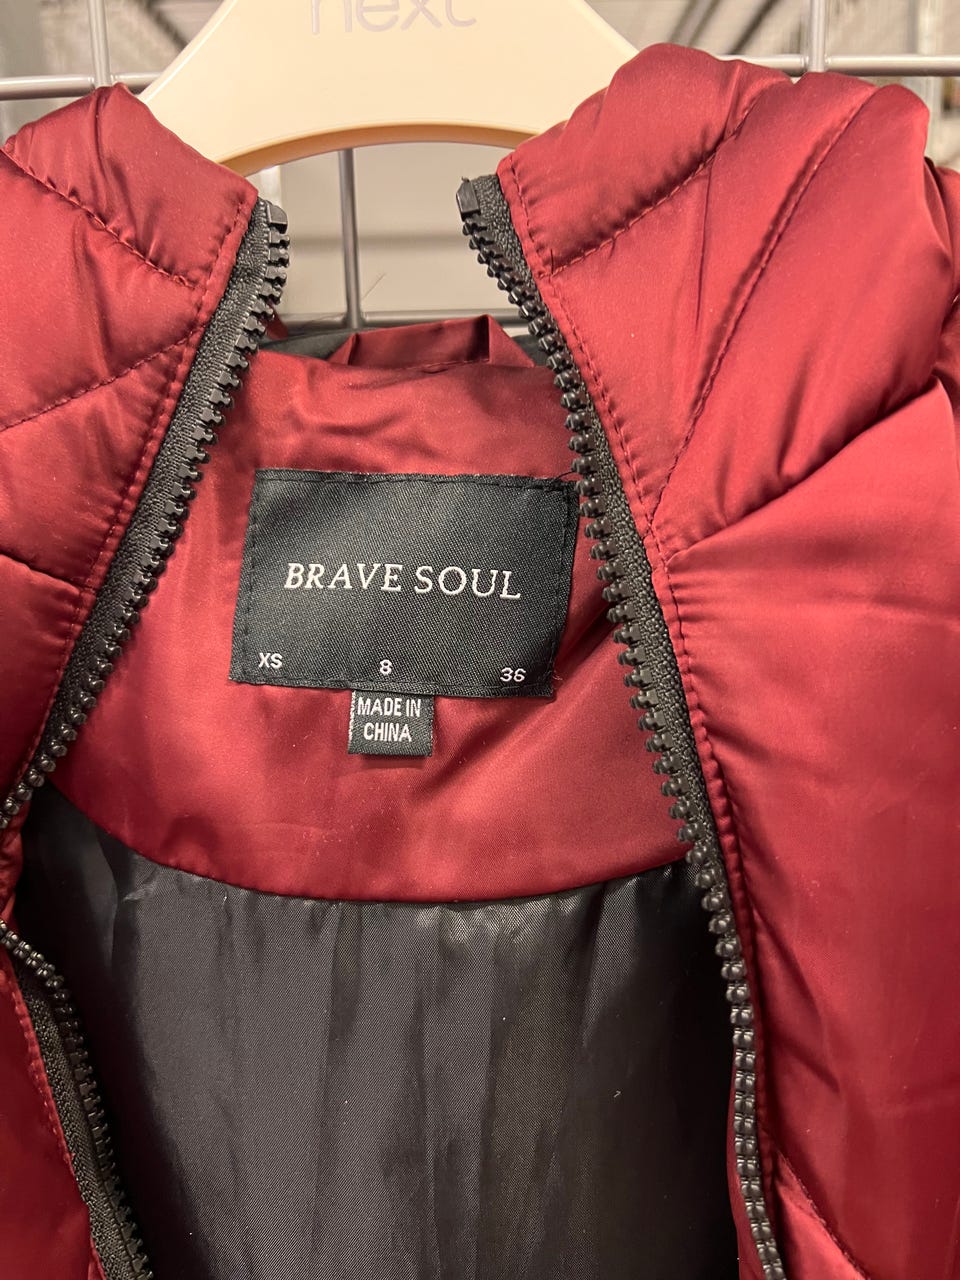 next
BRAVE SOUL
XS 8 36
MADE IN
CHINA